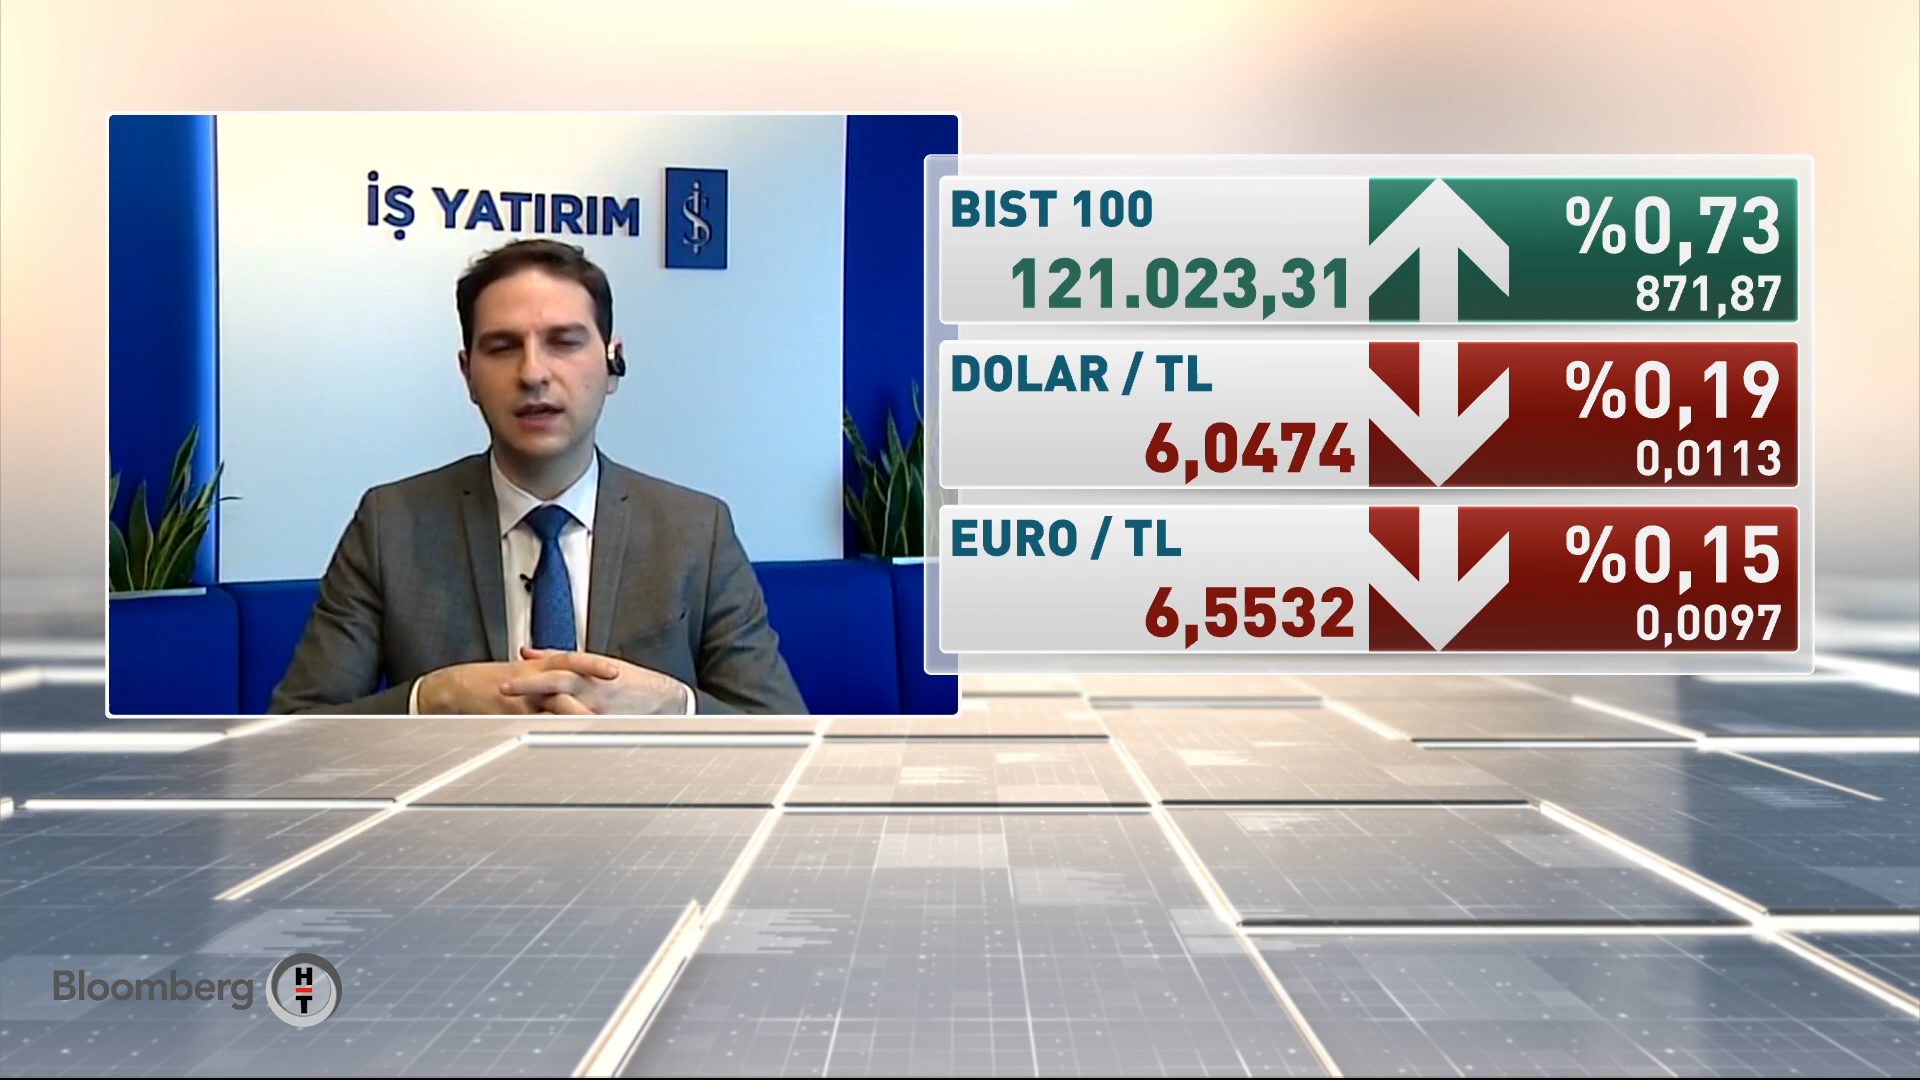 İŞ YATIRIM
İŞ
BIST 100
121.023,31
%0,73
871,87
DOLAR / TL
6,0474
%0,19
0,0113
EURO / TL
6,5532
%0,15
0,0097
Bloomberg HT